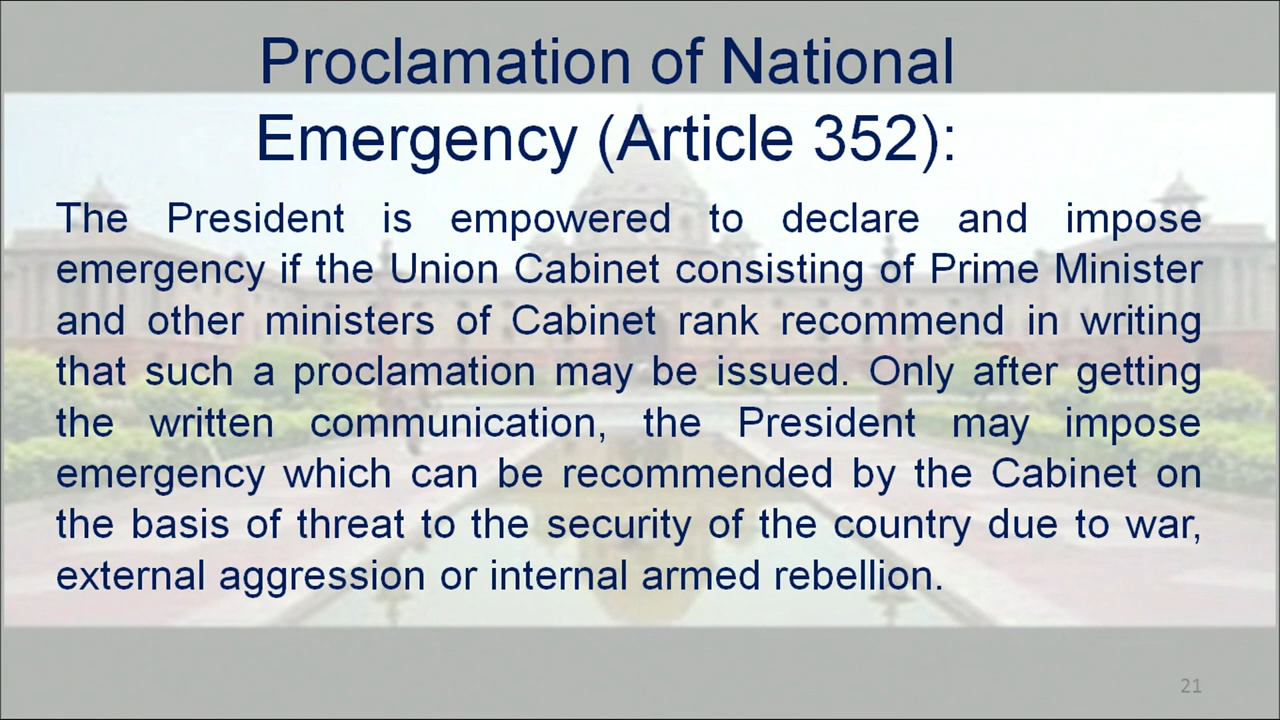 Proclamation of National
Emergency (Article 352):
The President is empowered to declare and impose
emergency if the Union Cabinet consisting of Prime Minister
and other ministers of Cabinet rank recommend in writing
that such a proclamation may be issued. Only after getting
the written communication, the President may impose
emergency which can be recommended by the Cabinet on
the basis of threat to the security of the country due to war,
external aggression or internal armed rebellion.
21